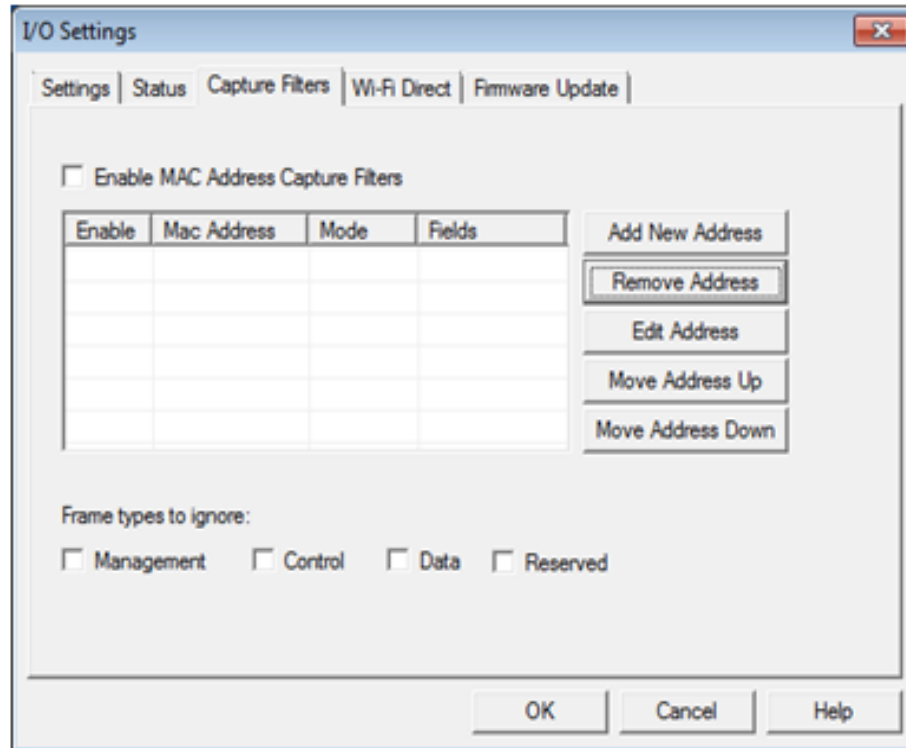 I/O Settings
Settings Status Capture Filters Wi-Fi Direct Firmware Update
Enable MAC Address Capture Filters
Enable Mac Address Mode Fields
Add New Address
Remove Address
Edit Address
Move Address Up
Move Address Down
Frame types to ignore:
Management Control Data Reserved
OK Cancel Help